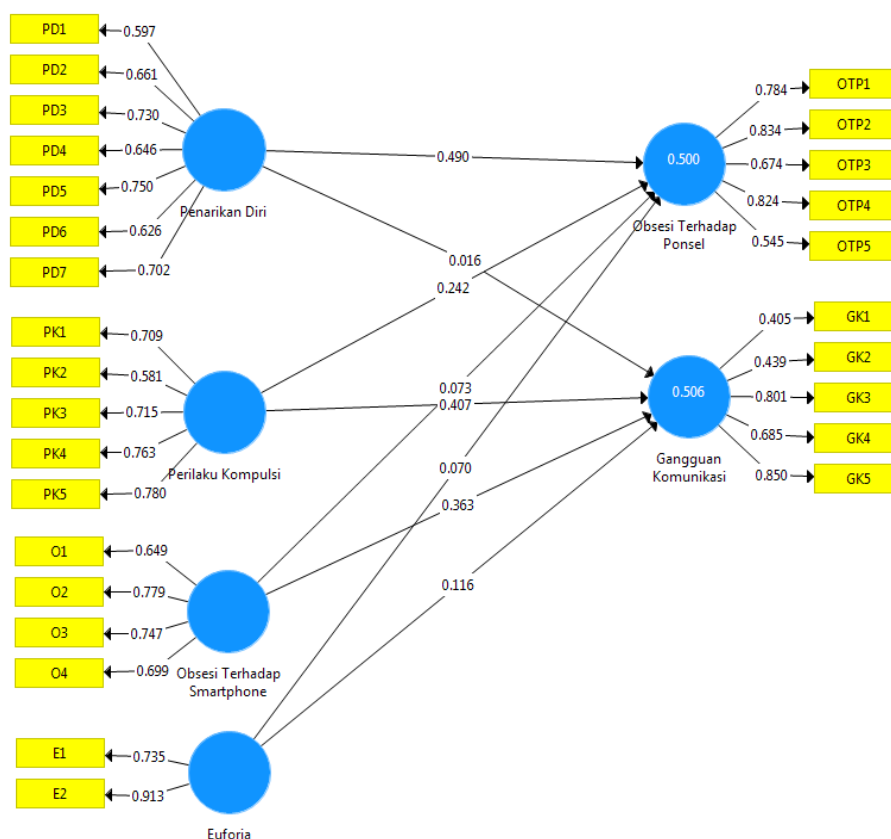 PD1
0.597
PD2
0.661
PD3
0.730
PD4
0.646
PD5
0.750
PD6
0.626
PD7
0.702
Penarikan Diri
PK1
0.709
PK2
0.581
PK3
0.715
PK4
0.763
PK5
0.780
Perilaku Kompulsi
O1
0.649
O2
0.779
O3
0.747
O4
0.699
Obsesi Terhadap
Smartphone
E1
0.735
E2
0.913
Euforia
0.490
0.016
0.242
0.073
0.407
0.070
0.363
0.116
0.500
Obsesi Terhadap
Ponsel
0.784
OTP1
0.834
OTP2
0.674
OTP3
0.824
OTP4
0.545
OTP5
0.506
Gangguan
Komunikasi
0.405
GK1
0.439
GK2
0.801
GK3
0.685
GK4
0.850
GK5